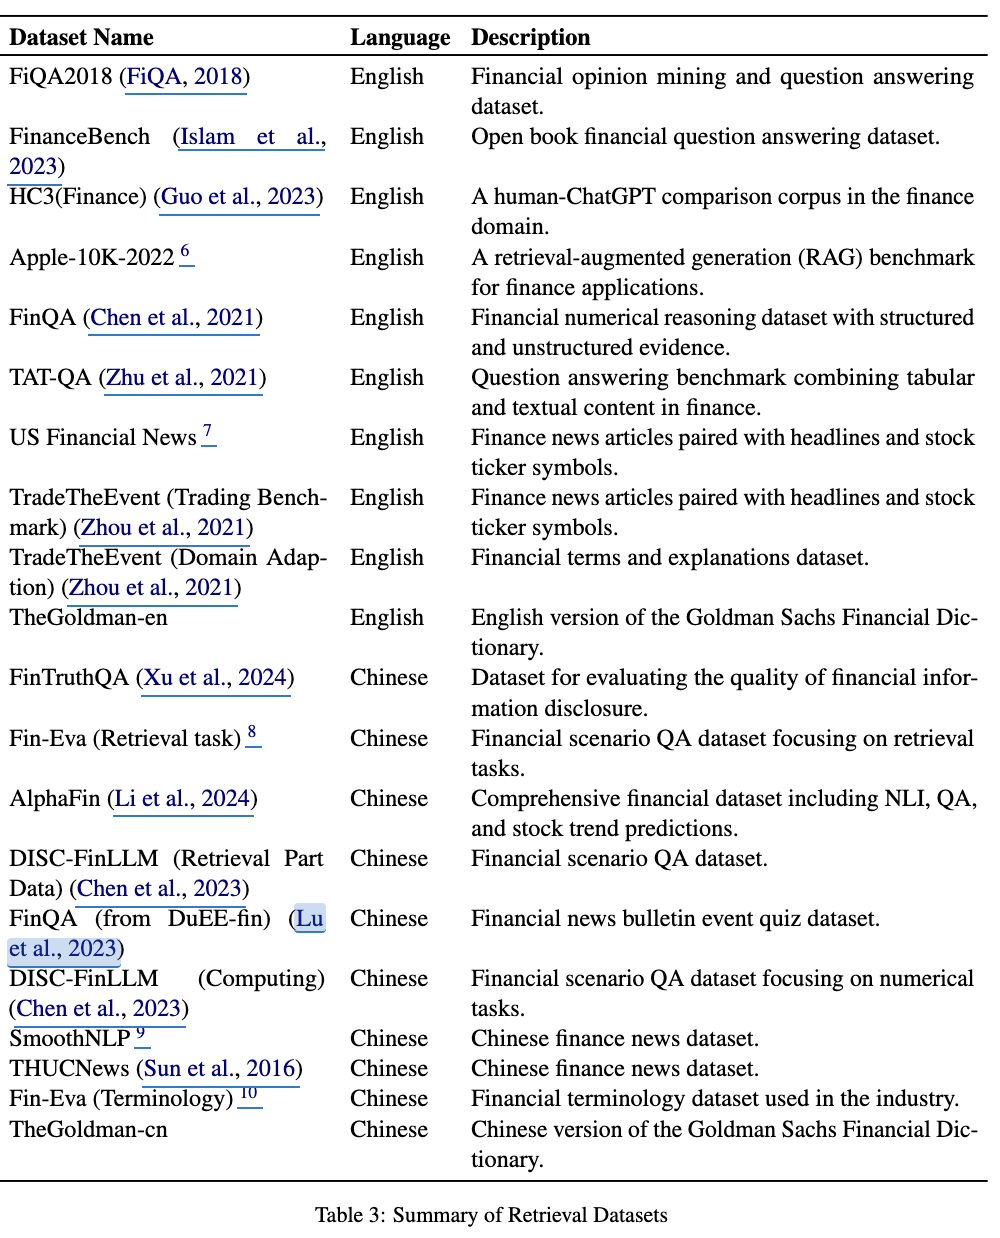 Dataset Name Language Description
FiQA2018 (FiQA, 2018) English Financial opinion mining and question answering
dataset.
FinanceBench (Islam et al., English Open book financial question answering dataset.
2023)
HC3(Finance) (Guo et al., 2023) English A human-ChatGPT comparison corpus in the finance
domain.
Apple-10K-2022 6 English A retrieval-augmented generation (RAG) benchmark
for finance applications.
FinQA (Chen et al., 2021) English Financial numerical reasoning dataset with structured
and unstructured evidence.
TAT-QA (Zhu et al., 2021) English Question answering benchmark combining tabular
and textual content in finance.
US Financial News 7 English Finance news articles paired with headlines and stock
ticker symbols.
TradeTheEvent (Trading Bench- English Finance news articles paired with headlines and stock
mark) (Zhou et al., 2021) ticker symbols.
TradeTheEvent (Domain Adap- English Financial terms and explanations dataset.
tion) (Zhou et al., 2021)
TheGoldman-en English English version of the Goldman Sachs Financial Dic-
tionary.
FinTruthQA (Xu et al., 2024) Chinese Dataset for evaluating the quality of financial infor-
mation disclosure.
Fin-Eva (Retrieval task) 8 Chinese Financial scenario QA dataset focusing on retrieval
tasks.
AlphaFin (Li et al., 2024) Chinese Comprehensive financial dataset including NLI, QA,
and stock trend predictions.
DISC-FinLLM (Retrieval Part Chinese Financial scenario QA dataset.
Data) (Chen et al., 2023)
FinQA (from DuEE-fin) (Lu Chinese Financial news bulletin event quiz dataset.
et al., 2023)
DISC-FinLLM (Computing) Chinese Financial scenario QA dataset focusing on numerical
(Chen et al., 2023) tasks.
SmoothNLP 9 Chinese Chinese finance news dataset.
THUCNews (Sun et al., 2016) Chinese Chinese finance news dataset.
Fin-Eva (Terminology) 10 Chinese Financial terminology dataset used in the industry.
TheGoldman-cn Chinese Chinese version of the Goldman Sachs Financial Dic-
tionary.
Table 3: Summary of Retrieval Datasets